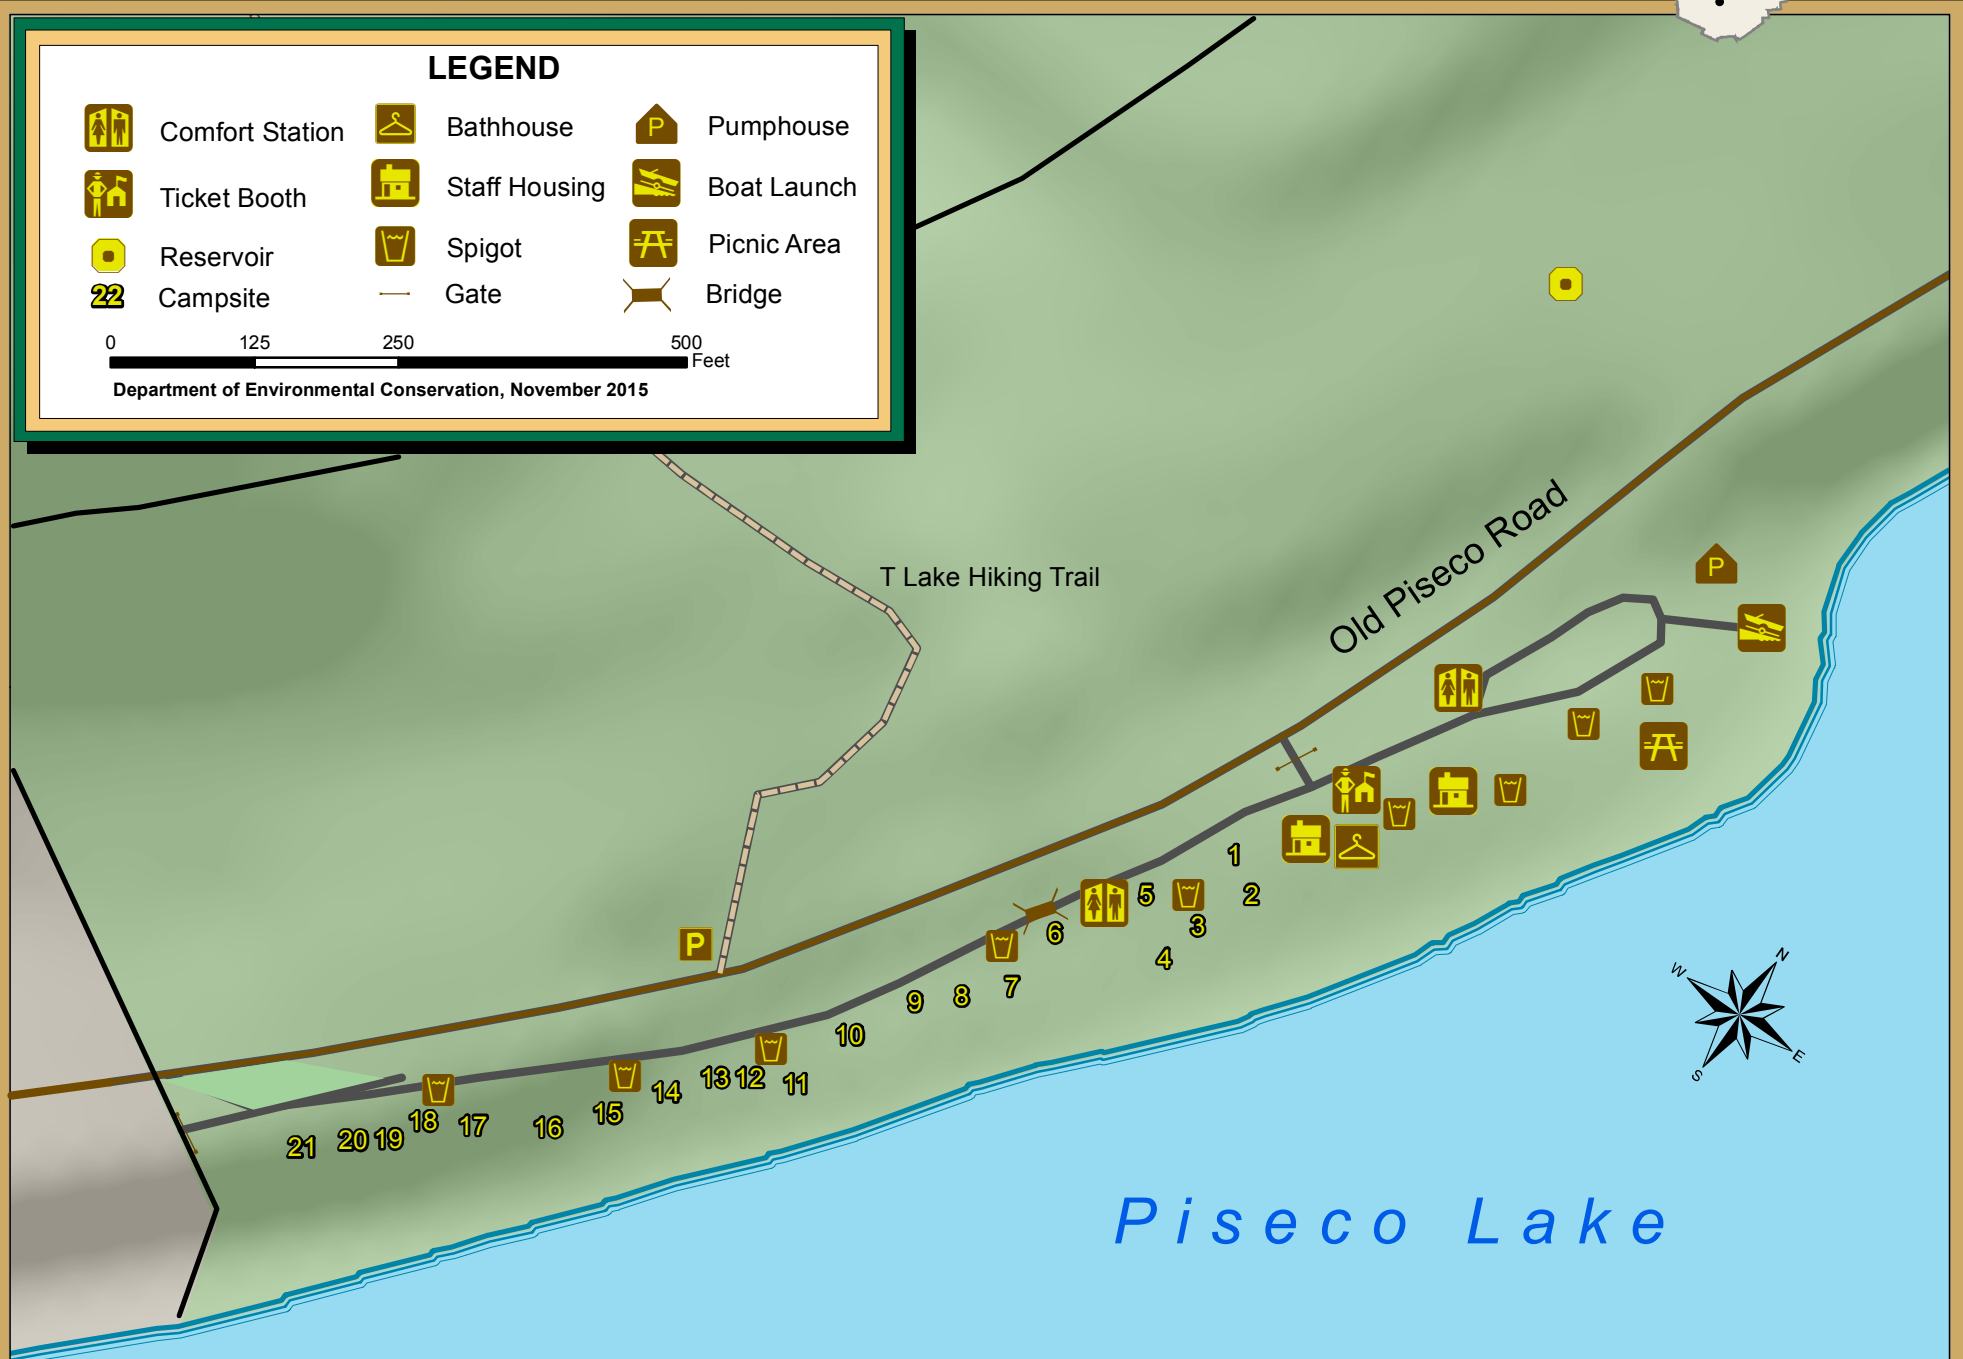 LEGEND
Comfort Station
Bathhouse
P
Pumphouse
Ticket Booth
Staff Housing
Boat Launch
Reservoir
Spigot
Picnic Area
22
Campsite
Gate
Bridge
0
125
250
500
Feet
Department of Environmental Conservation, November 2015
Old Piseco Road
T Lake Hiking Trail
P
P
1
2
3
4
5
6
7
8
9
10
11
12
13
14
15
16
17
18
19
20
21
N
W
E
S
Piseco Lake